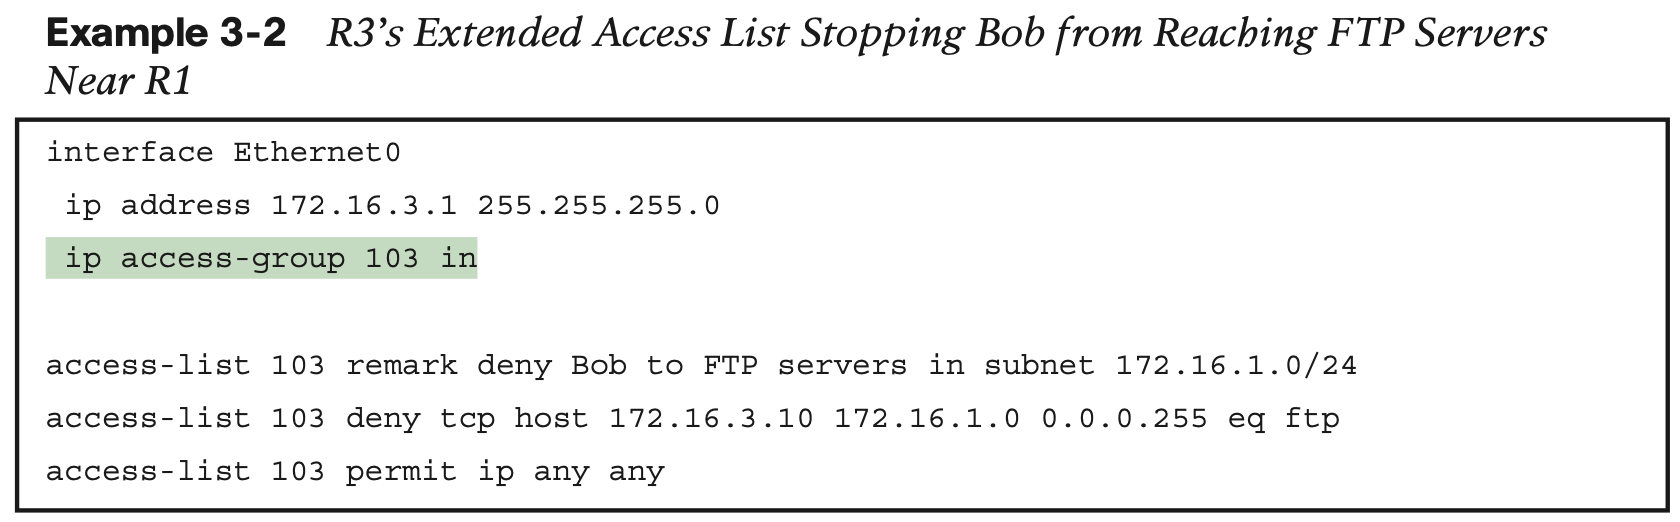 Example 3-2 R3's Extended Access List Stopping Bob from Reaching FTP Servers
Near R1
interface Ethernet0
ip address 172.16.3.1 255.255.255.0
ip access-group 103 in
access-list 103 remark deny Bob to FTP servers in subnet 172.16.1.0/24
access-list 103 deny tcp host 172.16.3.10 172.16.1.0 0.0.0.255 eq ftp
access-list 103 permit ip any any